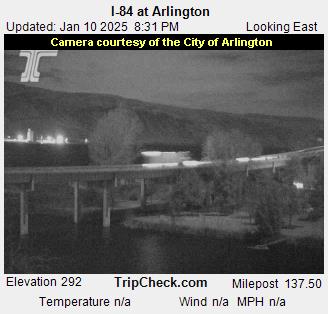 I-84 at Arlington
Updated: Jan 10 2025 8:31 PM Looking East
Camera courtesy of the City of Arlington
Elevation 292 TripCheck.com Milepost 137.50
Temperature n/a Wind n/a MPH n/a